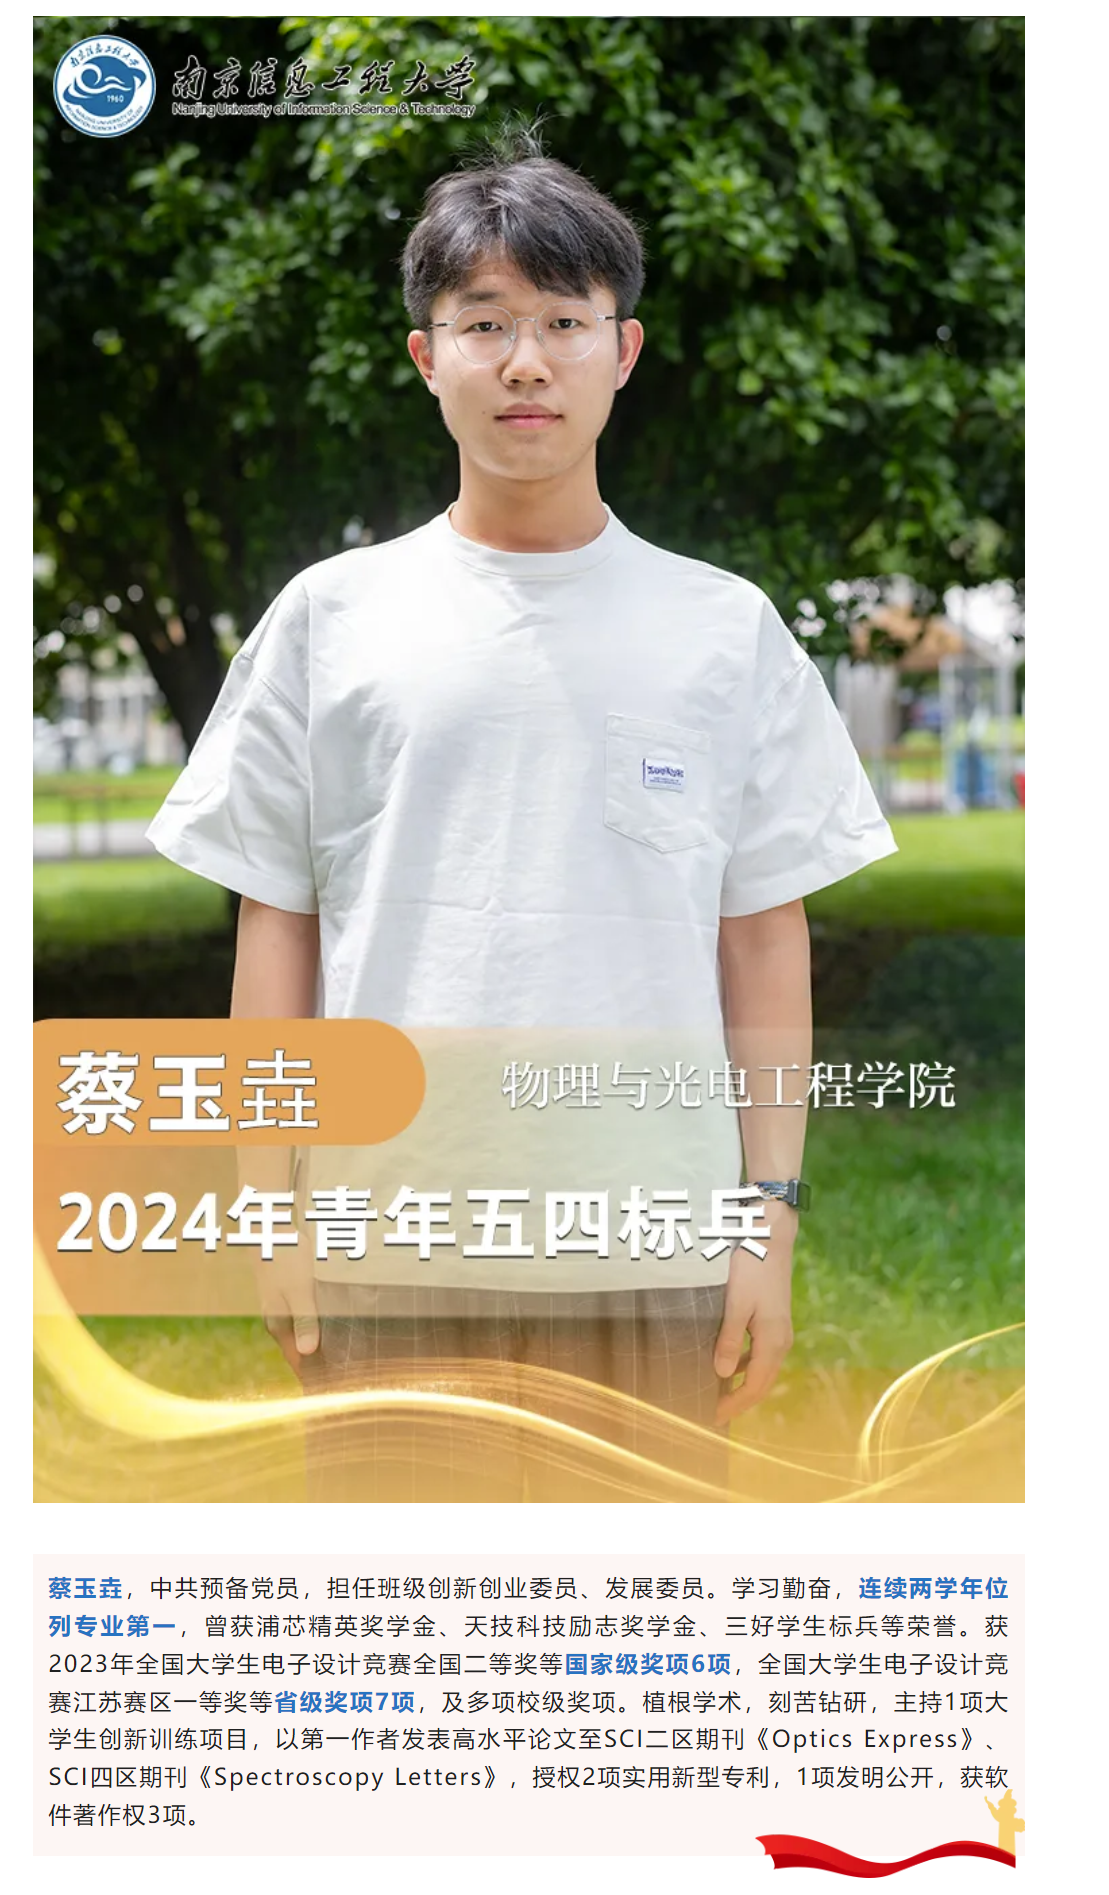 南京信息工程大学
Nanjing University of Information Science & Technology
1960
蔡玉垚
物理与光电工程学院
2024年青年五四标兵
蔡玉垚，中共预备党员，担任班级创新创业委员、发展委员。学习勤奋，连续两学年位
列专业第一，曾获浦芯精英奖学金、天技科技励志奖学金、三好学生标兵等荣誉。获
2023年全国大学生电子设计竞赛全国二等奖等国家级奖项6项，全国大学生电子设计竞
赛江苏赛区一等奖等省级奖项7项，及多项校级奖项。植根学术，刻苦钻研，主持1项大
学生创新训练项目，以第一作者发表高水平论文至SCI二区期刊《Optics Express》、
SCI四区期刊《Spectroscopy Letters》，授权2项实用新型专利，1项发明公开，获软
件著作权3项。